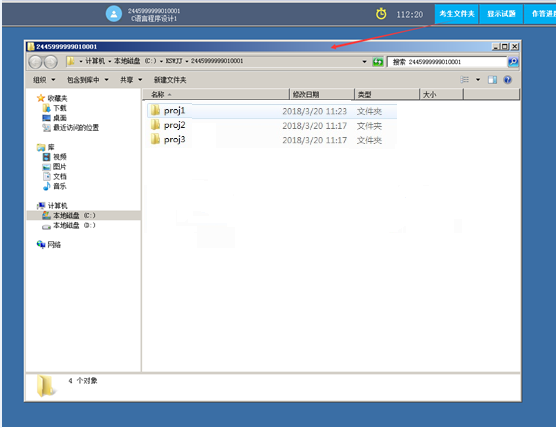 2445999999010001
C语言程序设计1
112:20
考生文件夹
显示试题
作答进度
2445999999010001
计算机 本地磁盘 (C:) KSWJJ 2445999999010001
搜索 2445999999010001
组织 包含到库中 共享 新建文件夹
名称 修改日期 类型 大小
收藏夹
下载
桌面
最近访问的位置
库
视频
图片
文档
音乐
计算机
本地磁盘 (C:)
本地磁盘 (D:)
网络
proj1 2018/3/20 11:23 文件夹
proj2 2018/3/20 11:17 文件夹
proj3 2018/3/20 11:17 文件夹
4 个对象